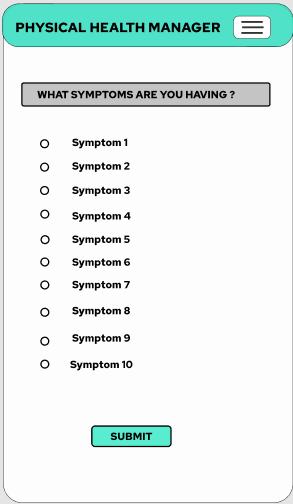 PHYSICAL HEALTH MANAGER
WHAT SYMPTOMS ARE YOU HAVING ?
Symptom 1
Symptom 2
Symptom 3
Symptom 4
Symptom 5
Symptom 6
Symptom 7
Symptom 8
Symptom 9
Symptom 10
SUBMIT